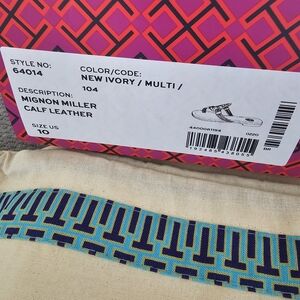 STYLE NO:
64014
COLOR/CODE:
NEW IVORY / MULTI /
104
DESCRIPTION:
MIGNON MILLER
CALF LEATHER
SIZE US
10